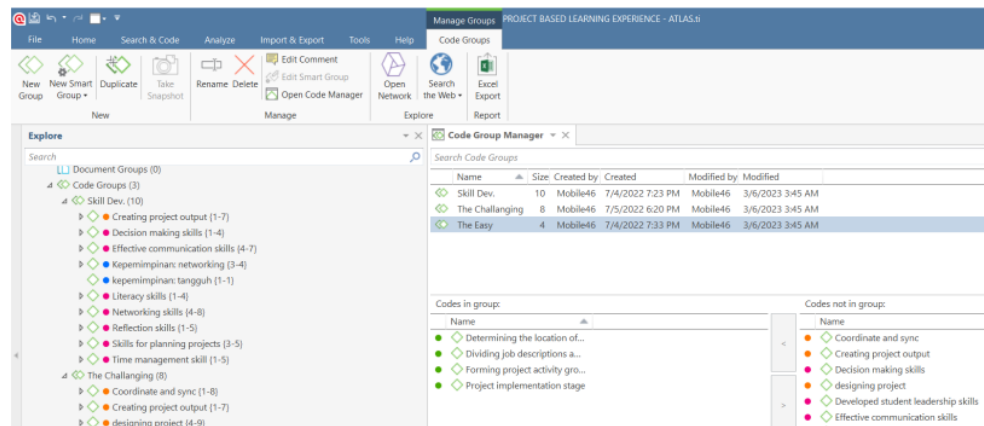 Manage Groups PROJECT BASED LEARNING EXPERIENCE - ATLAS.ti
File Home Search & Code Analyze Import & Export Tools Help Code Groups
New Group
New Smart Group
Duplicate
Take Snapshot
Rename
Delete
Edit Comment
Edit Smart Group
Open Code Manager
Open Network
Search the Web
Excel Export
New Manage Explore Report
Explore
Search
Document Groups (0)
Code Groups (3)
Skill Dev. (10)
Creating project output {1-7}
Decision making skills {1-4}
Effective communication skills {4-7}
Kepemimpinan: networking {3-4}
kepemimpinan: tangguh {1-1}
Literacy skills {1-4}
Networking skills {4-8}
Reflection skills {1-5}
Skills for planning projects {3-5}
Time management skill {1-5}
The Challanging (8)
Coordinate and sync {1-8}
Creating project output {1-7}
designing project {4-9}
Code Group Manager
Search Code Groups
Name Size Created by Created Modified by Modified
Skill Dev. 10 Mobile46 7/4/2022 7:23 PM Mobile46 3/6/2023 3:45 AM
The Challanging 8 Mobile46 7/5/2022 6:20 PM Mobile46 3/6/2023 3:45 AM
The Easy 4 Mobile46 7/4/2022 7:33 PM Mobile46 3/6/2023 3:45 AM
Codes in group:
Name
Determining the location of...
Dividing job descriptions a...
Forming project activity gro...
Project implementation stage
<
>
Codes not in group:
Name
Coordinate and sync
Creating project output
Decision making skills
designing project
Developed student leadership skills
Effective communication skills